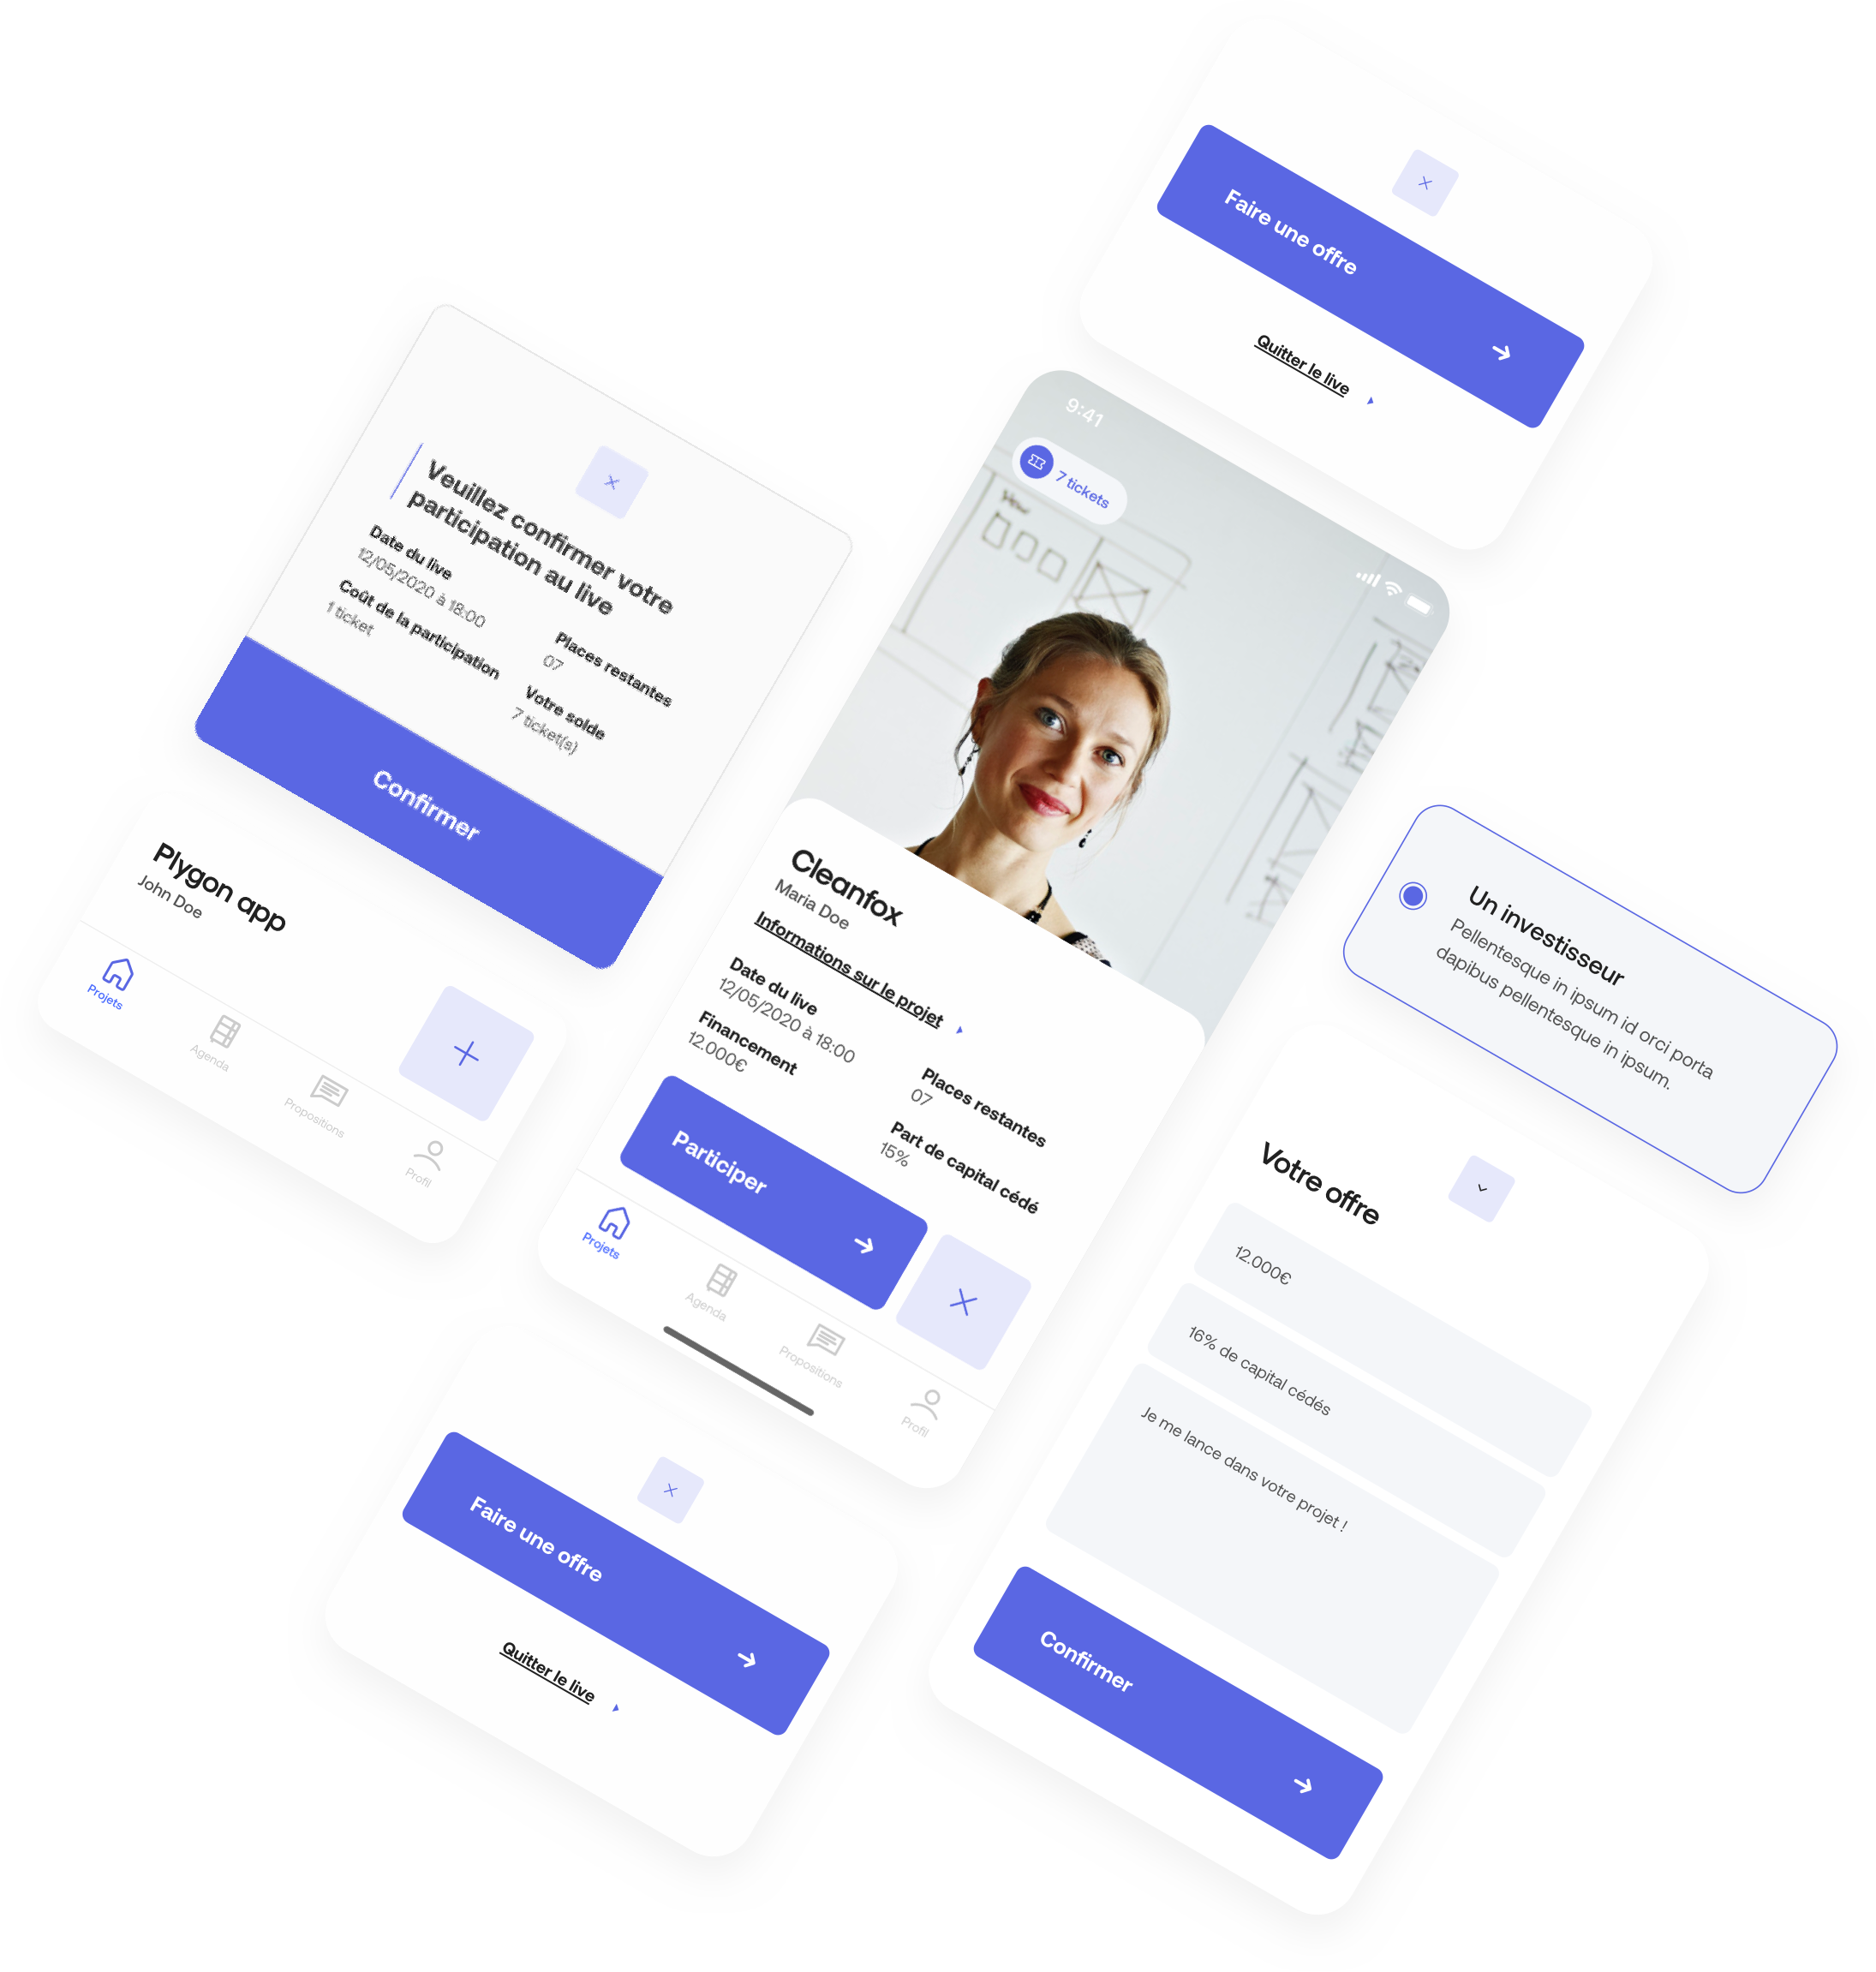 Faire une offre
Quitter le live
Veuillez confirmer votre
participation au live
Date du live
12/05/2020 à 18:00
Places restantes
07
Coût de la participation
1 ticket
Votre solde
7 ticket(s)
Confirmer
9:41
7 tickets
Cleanfox
Maria Doe
Informations sur le projet
Date du live
12/05/2020 à 18:00
Places restantes
07
Financement
12.000€
Part de capital cédé
15%
Participer
Projets
Agenda
Propositions
Profil
Plygon app
John Doe
Projets
Agenda
Propositions
Profil
Un investisseur
Pellentesque in ipsum id orci porta
dapibus pellentesque in ipsum.
Votre offre
12.000€
16% de capital cédés
Je me lance dans votre projet !
Confirmer
Faire une offre
Quitter le live